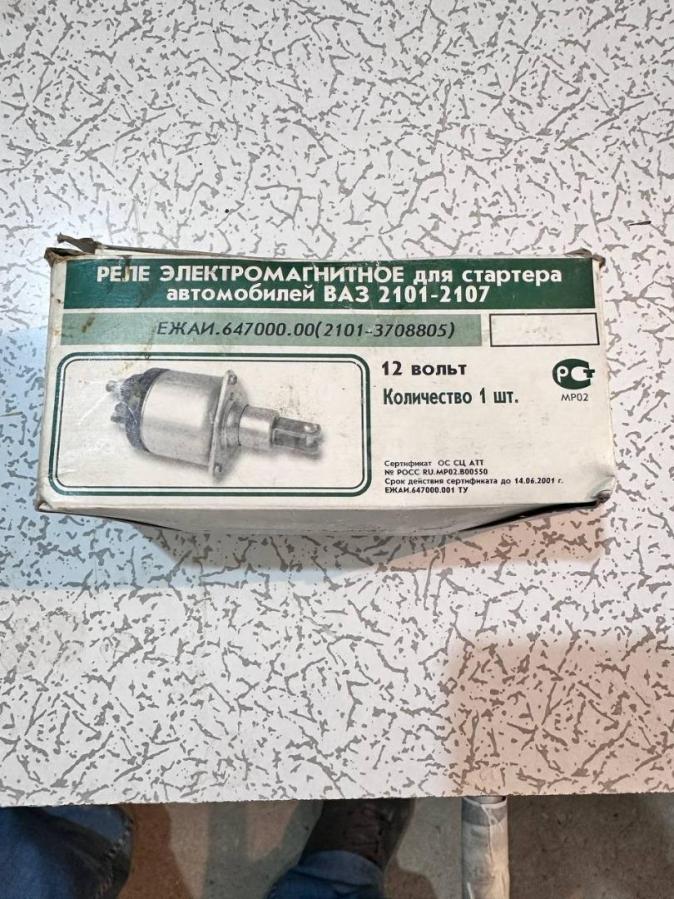 РЕЛЕ ЭЛЕКТРОМАГНИТНОЕ для стартера
автомобилей ВАЗ 2101-2107
ЕЖАИ.647000.00(2101-3708805)
12 вольт
Количество 1 шт.
РСТ
МР02
Сертификат ОС СЦ АТТ
№ РОСС RU.МР02.В00550
Срок действия сертификата до 14.06.2001 г.
ЕЖАИ.647000.001 ТУ